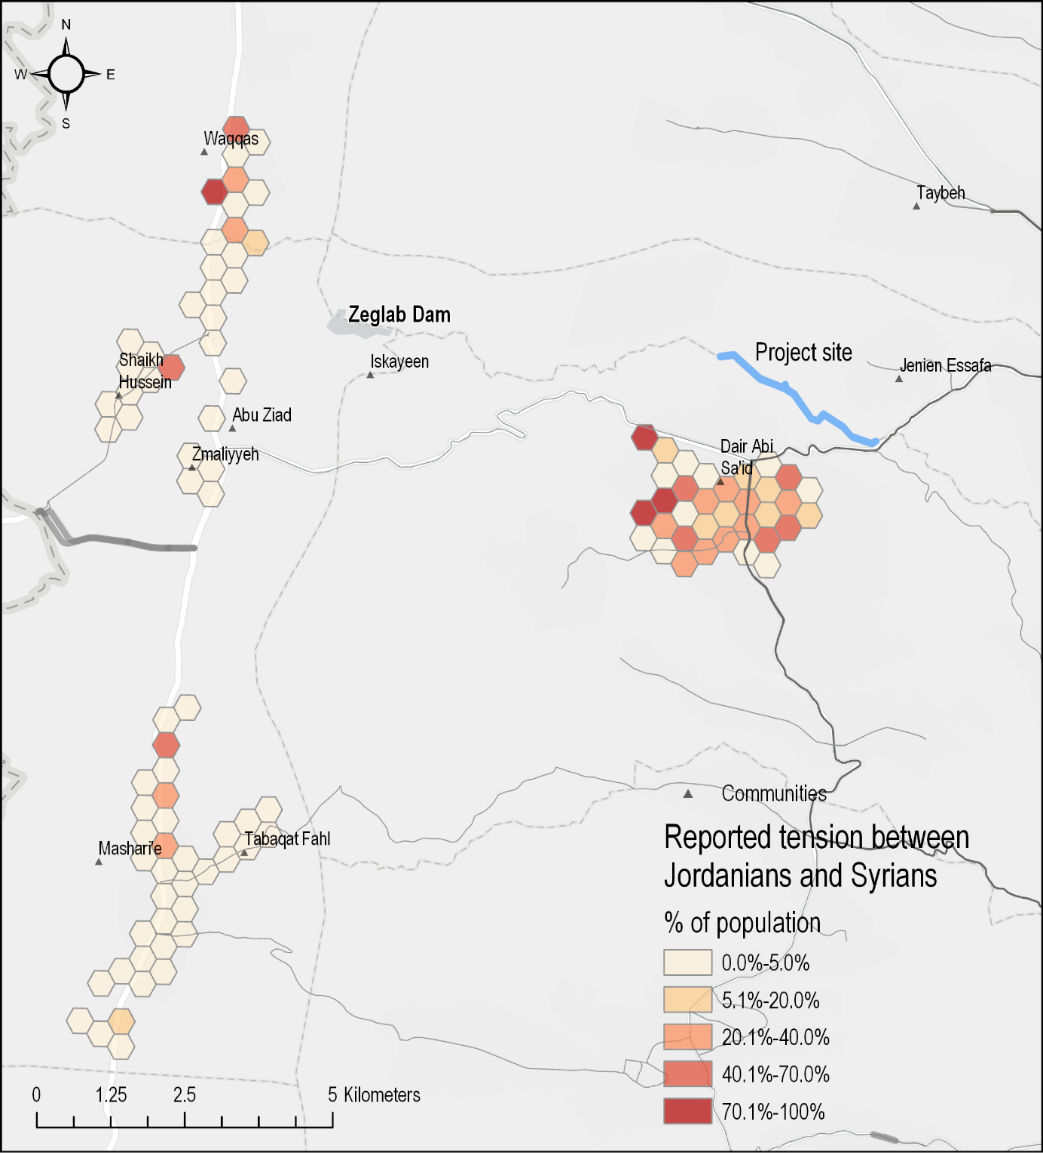 N
W E
S
Waqqas
Taybeh
Zeglab Dam
Project site
Iskayeen
Jenien Essafa
Shaikh
Hussein
Abu Ziad
Dair Abi
Sa'id
Zmaliyyeh
Communities
Reported tension between
Jordanians and Syrians
Mashari'e
Tabaqat Fahl
% of population
0.0%-5.0%
5.1%-20.0%
20.1%-40.0%
40.1%-70.0%
70.1%-100%
0 1.25 2.5 5 Kilometers